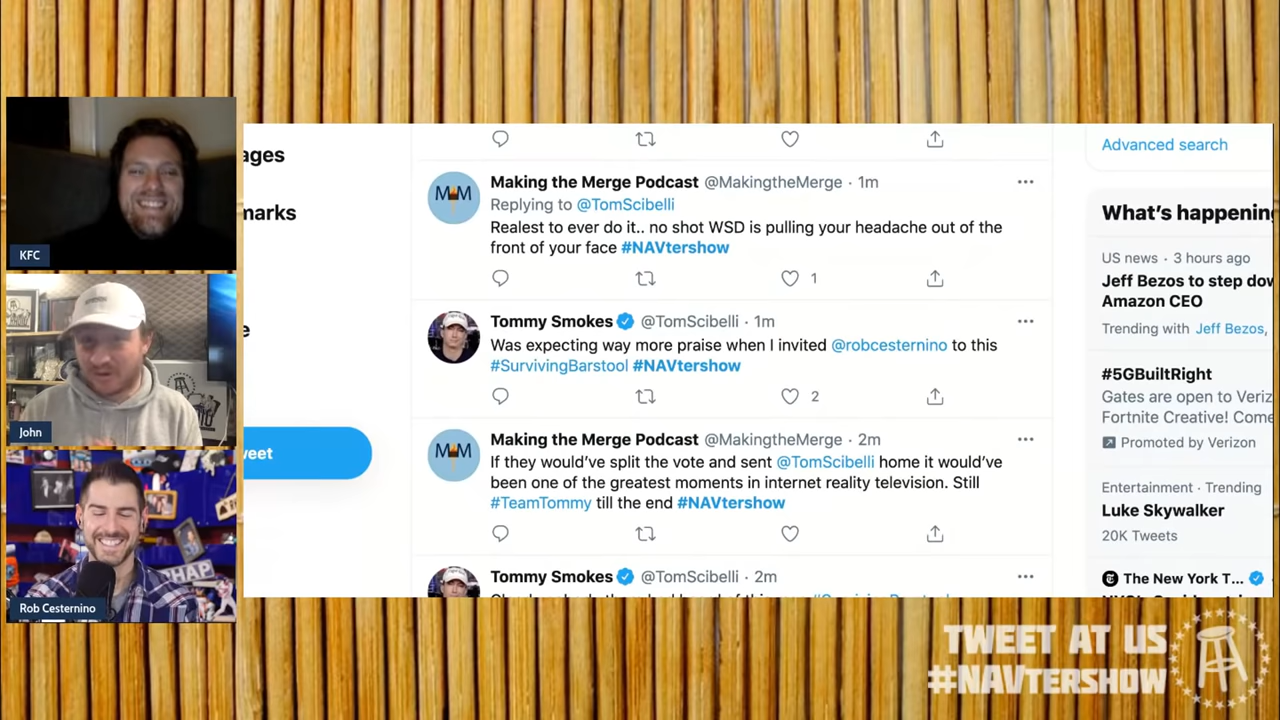 KFC
John
CHAP
Rob Cesternino
ages
marks
e
weet
Making the Merge Podcast @MakingtheMerge · 1m
Replying to @TomScibelli
Realest to ever do it.. no shot WSD is pulling your headache out of the
front of your face #NAVtershow
1
Tommy Smokes @TomScibelli · 1m
Was expecting way more praise when I invited @robcesternino to this
#SurvivingBarstool #NAVtershow
2
Making the Merge Podcast @MakingtheMerge · 2m
If they would've split the vote and sent @TomScibelli home it would've
been one of the greatest moments in internet reality television. Still
#TeamTommy till the end #NAVtershow
Tommy Smokes @TomScibelli · 2m
Advanced search
What's happening
US news · 3 hours ago
Jeff Bezos to step dow
Amazon CEO
Trending with Jeff Bezos,
#5GBuiltRight
Gates are open to Veriz
Fortnite Creative! Come
Promoted by Verizon
Entertainment · Trending
Luke Skywalker
20K Tweets
The New York T...
TWEET AT US
#NAVTERSHOW